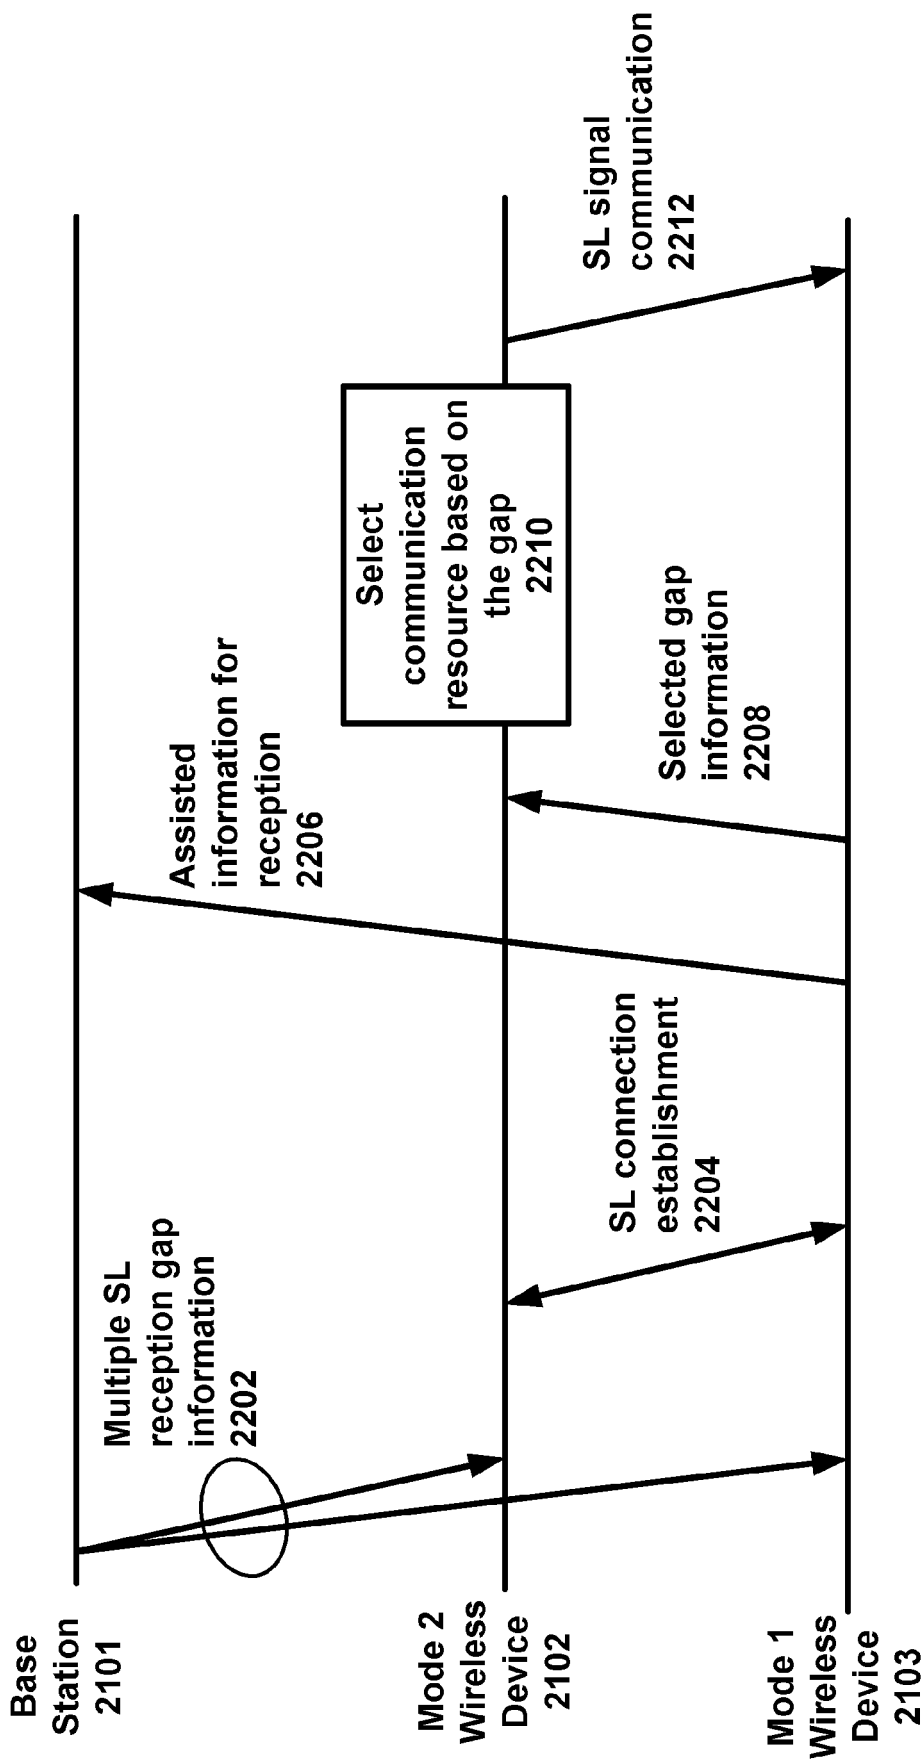 Base
Station
2101
Mode 2
Wireless
Device
2102
Mode 1
Wireless
Device
2103
Multiple SL
reception gap
information
2202
SL connection
establishment
2204
Assisted
information for
reception
2206
Selected gap
information
2208
Select
communication
resource based on
the gap
2210
SL signal
communication
2212